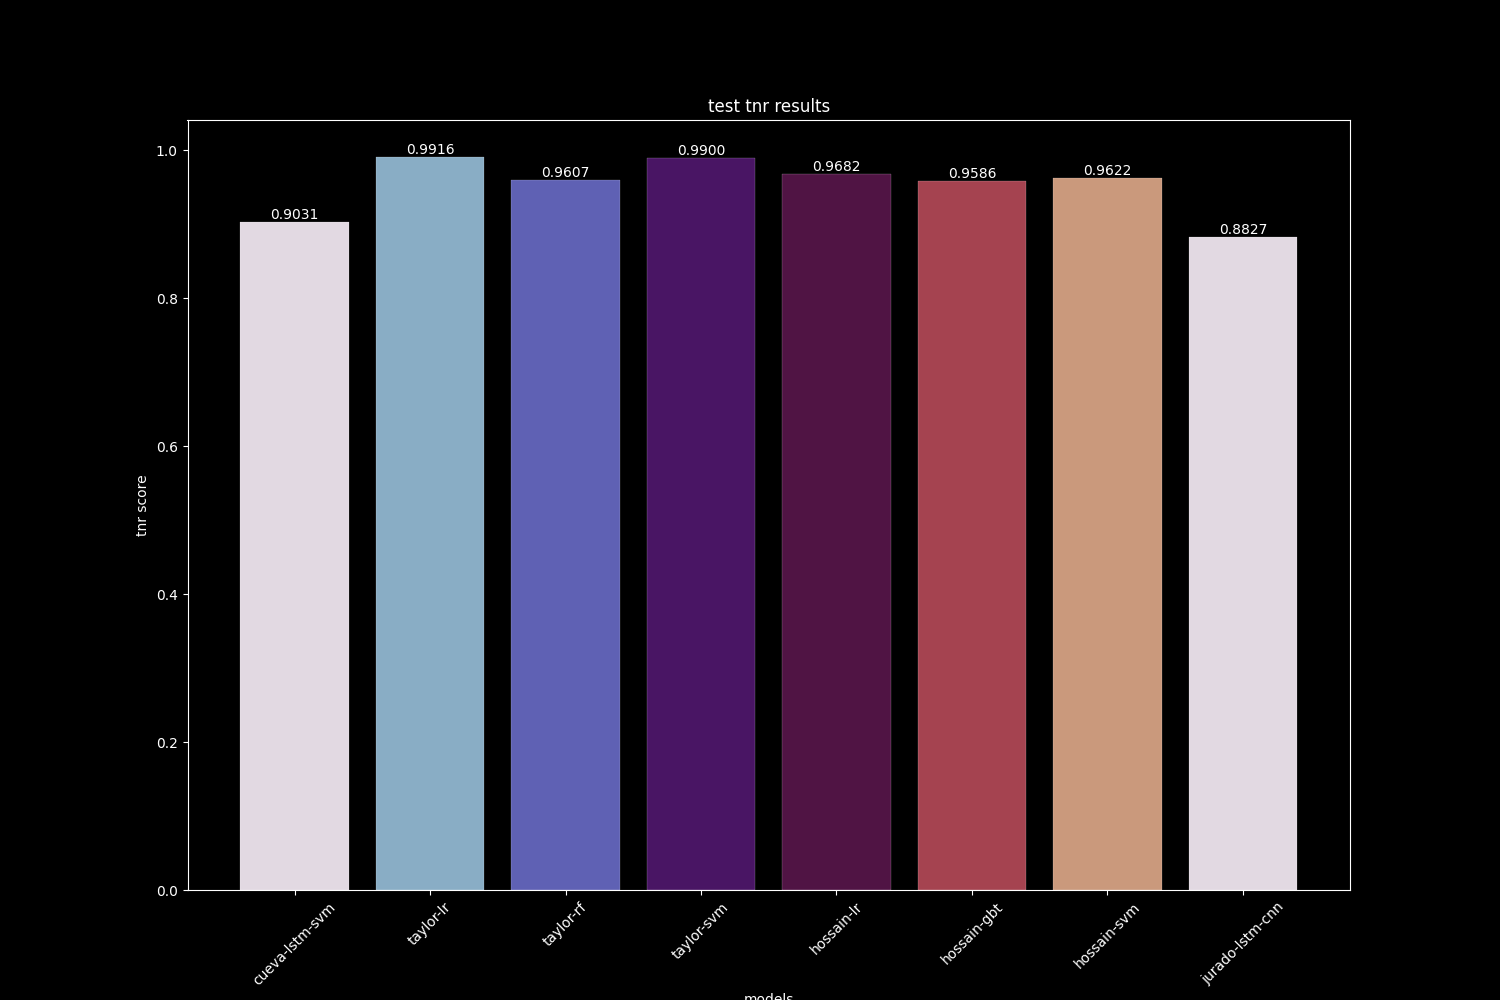 test tnr results
1.0
0.8
0.6
0.4
0.2
0.0
tnr score
0.9031
0.9916
0.9607
0.9900
0.9682
0.9586
0.9622
0.8827
cueva-lstm-svm
taylor-lr
taylor-rf
taylor-svm
hossain-lr
hossain-gbt
hossain-svm
jurado-lstm-cnn
models